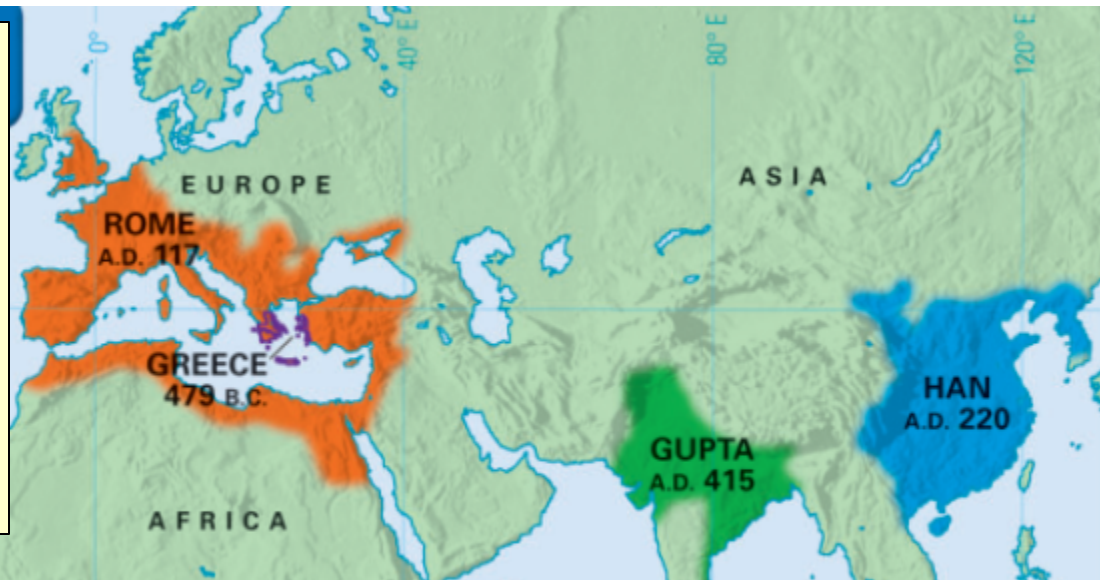 0°
40° E
80° E
120° E
EUROPE
ASIA
ROME
A.D. 117
GREECE
479 B.C.
HAN
A.D. 220
GUPTA
A.D. 415
AFRICA